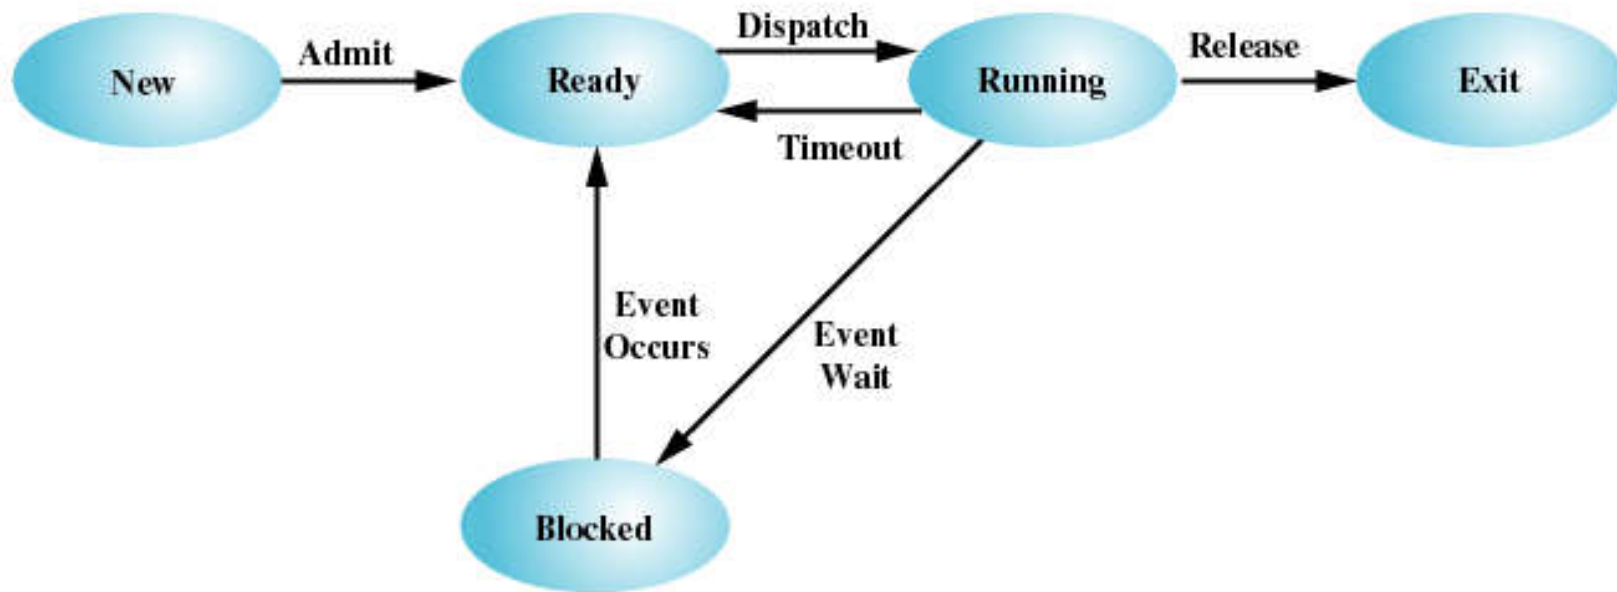 New
Admit
Ready
Dispatch
Timeout
Running
Release
Exit
Event
Occurs
Event
Wait
Blocked